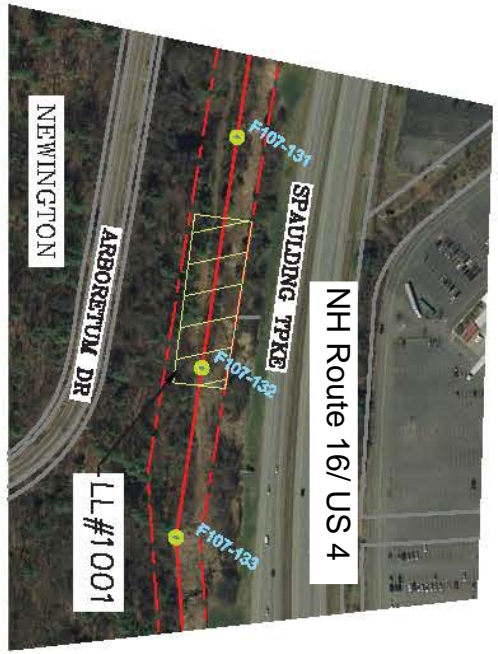 NH Route 16/ US 4
SPAULDING TPKE
F107-131
F107-132
F107-133
ARBORETUM DR
NEWINGTON
LL#1001